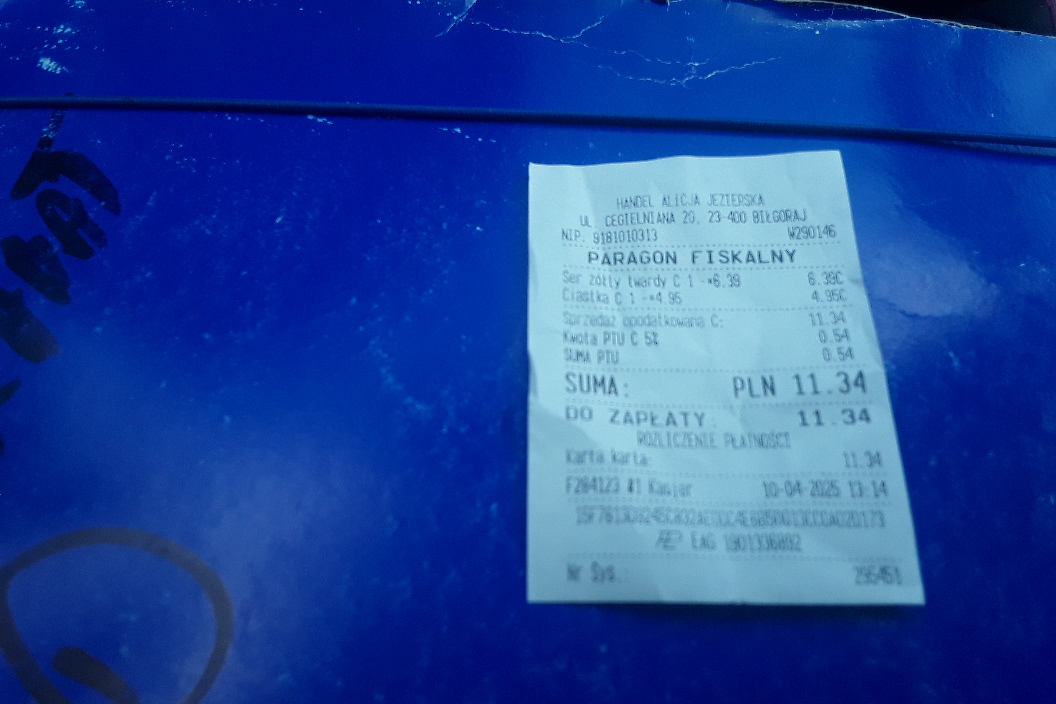 HANDEL ALICJA JEZIERSKA
UL. CEGIELNIANA 20, 23-400 BIŁGORAJ
NIP: 9181010313 W290146
PARAGON FISKALNY
Ser żółty twardy C 1 -*6.39 6.39C
Ciastka C 1 -*4.95 4.95C
Sprzedaż opodatkowana C: 11.34
Kwota PTU C 5% 0.54
SUMA PTU 0.54
SUMA: PLN 11.34
DO ZAPŁATY: 11.34
ROZLICZENIE PŁATNOŚCI
Karta karta: 11.34
F284123 #1 Kasjer 10-04-2025 13:14
EAG
Nr Sys.: 295451